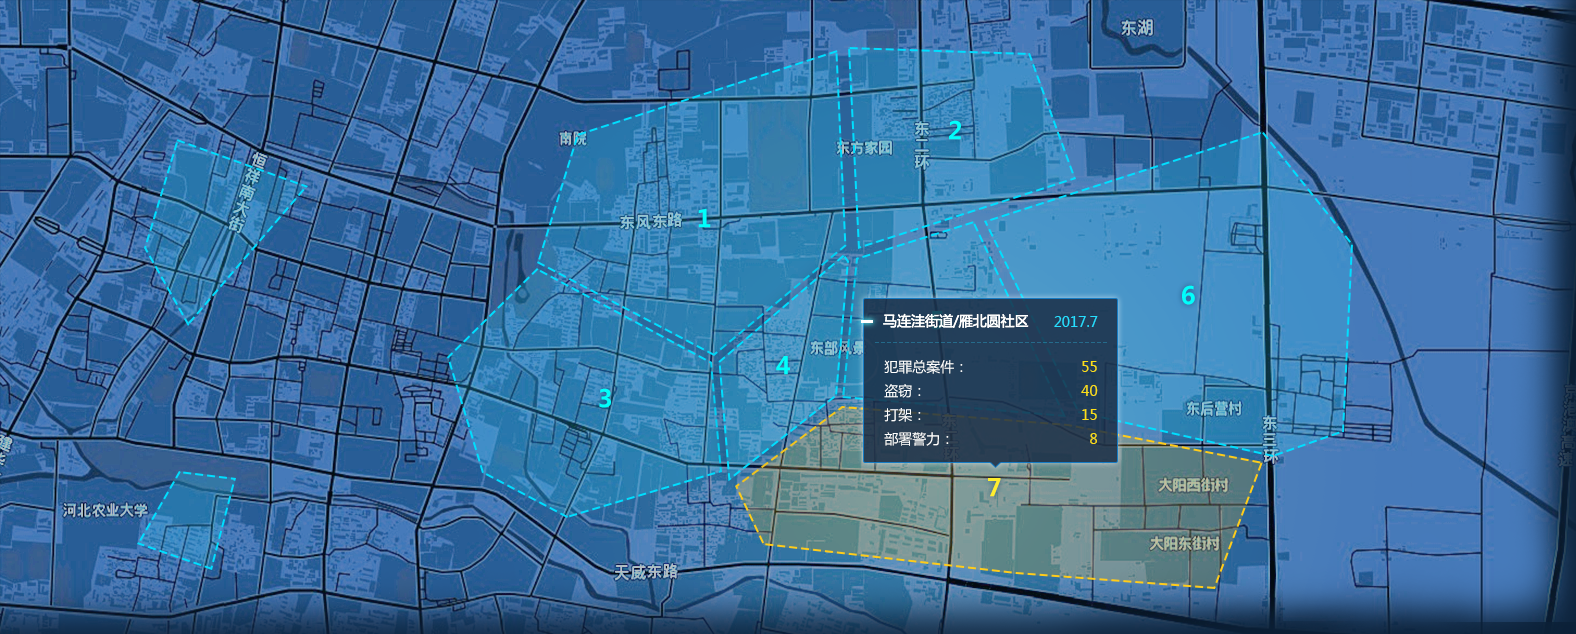 东湖
南院
东二环
2
东方家园
恒祥南大街
东风东路
1
6
马连洼街道/雁北圆社区 2017.7
东部风景
4
犯罪总案件： 55
盗窃： 40
3
打架： 15
东后营村
东三环
部署警力： 8
7
大阳西街村
河北农业大学
大阳东街村
天威东路